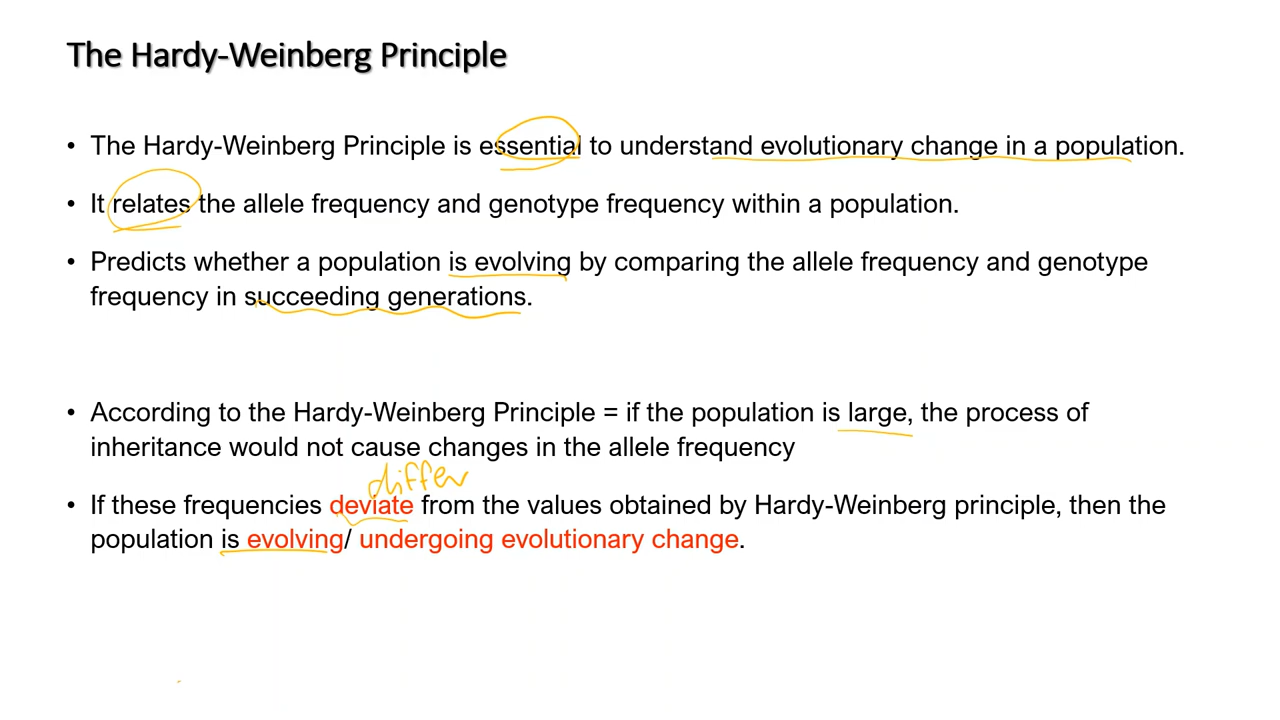 The Hardy-Weinberg Principle
• The Hardy-Weinberg Principle is essential to understand evolutionary change in a population.
• It relates the allele frequency and genotype frequency within a population.
• Predicts whether a population is evolving by comparing the allele frequency and genotype
frequency in succeeding generations.
• According to the Hardy-Weinberg Principle = if the population is large, the process of
inheritance would not cause changes in the allele frequency
differ
• If these frequencies deviate from the values obtained by Hardy-Weinberg principle, then the
population is evolving/ undergoing evolutionary change.